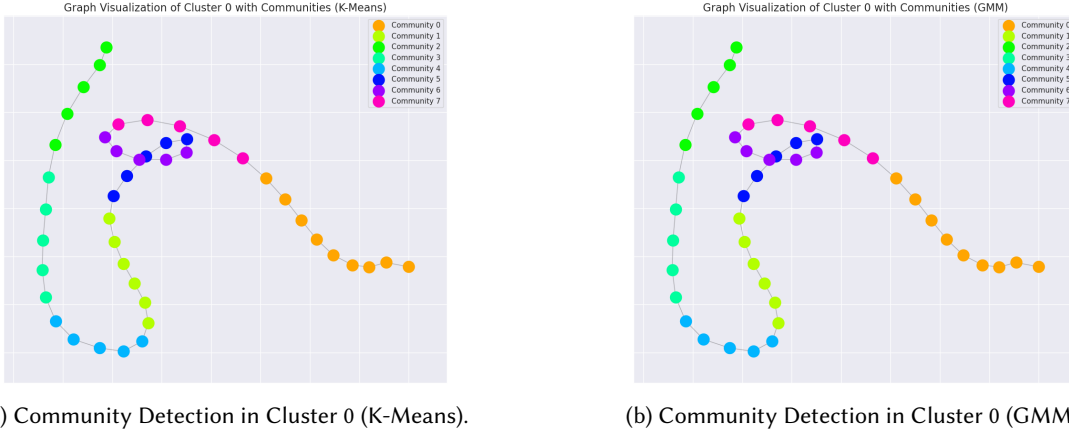 Graph Visualization of Cluster 0 with Communities (K-Means)
Community 0
Community 1
Community 2
Community 3
Community 4
Community 5
Community 6
Community 7
) Community Detection in Cluster 0 (K-Means).
Graph Visualization of Cluster 0 with Communities (GMM)
Community 0
Community 1
Community 2
Community 3
Community 4
Community 5
Community 6
Community 7
(b) Community Detection in Cluster 0 (GMM